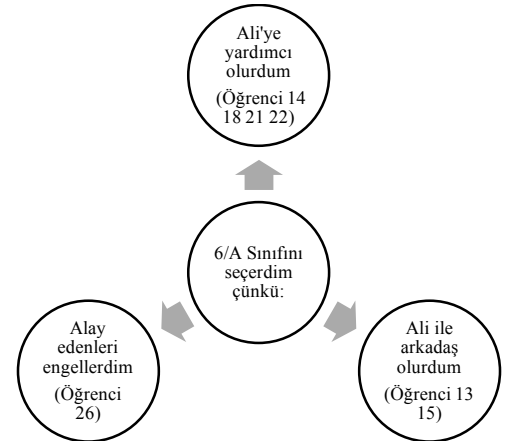 Ali'ye
yardımcı
olurdum
(Öğrenci 14
18 21 22)
6/A Sınıfını
seçerdim
çünkü:
Alay
edenleri
engellerdim
(Öğrenci
26)
Ali ile
arkadaş
olurdum
(Öğrenci 13
15)